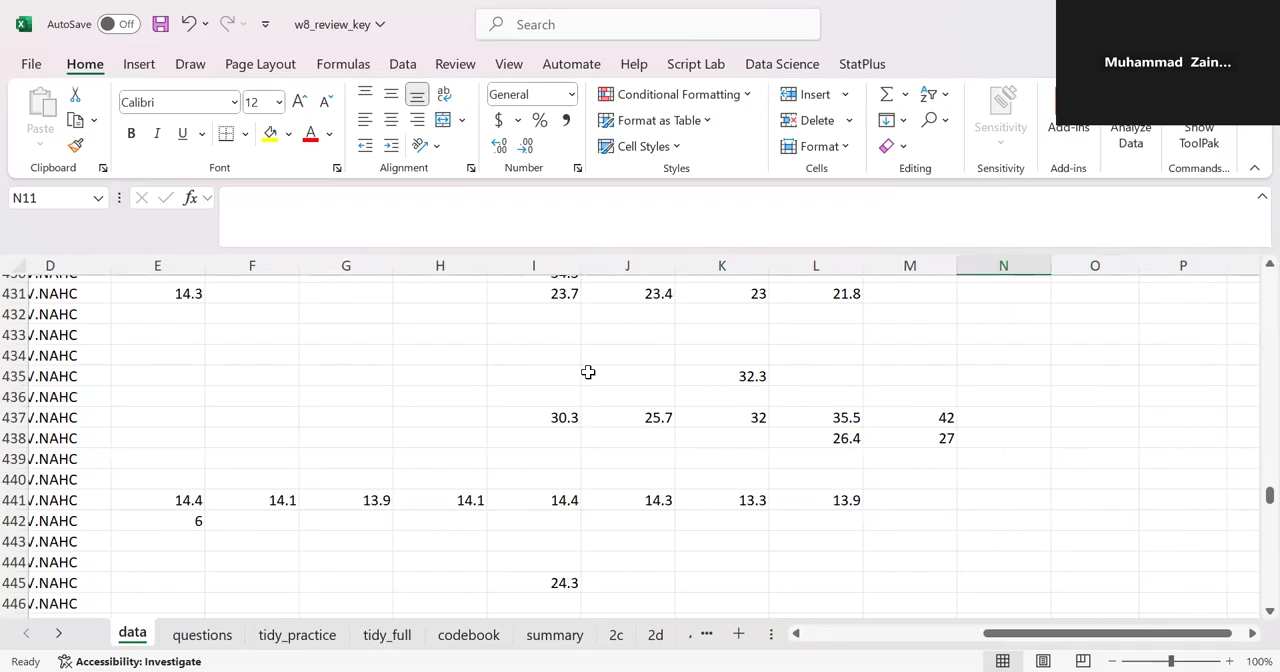 AutoSave Off w8_review_key Search
Muhammad Zain...
File Home Insert Draw Page Layout Formulas Data Review View Automate Help Script Lab Data Science StatPlus
Paste Calibri 12 B I U A General $ % Conditional Formatting Format as Table Cell Styles Insert Delete Format Sensitivity Add-ins Analyze Data Show ToolPak
Clipboard Font Alignment Number Styles Cells Editing Sensitivity Add-ins Commands...
N11 fx
D E F G H I J K L M N O P
431 V.NAHC 14.3 23.7 23.4 23 21.8
432 V.NAHC
433 V.NAHC
434 V.NAHC
435 V.NAHC 32.3
436 V.NAHC
437 V.NAHC 30.3 25.7 32 35.5 42
438 V.NAHC 26.4 27
439 V.NAHC
440 V.NAHC
441 V.NAHC 14.4 14.1 13.9 14.1 14.4 14.3 13.3 13.9
442 V.NAHC 6
443 V.NAHC
444 V.NAHC
445 V.NAHC 24.3
446 V.NAHC
data questions tidy_practice tidy_full codebook summary 2c 2d ...
Ready Accessibility: Investigate 100%